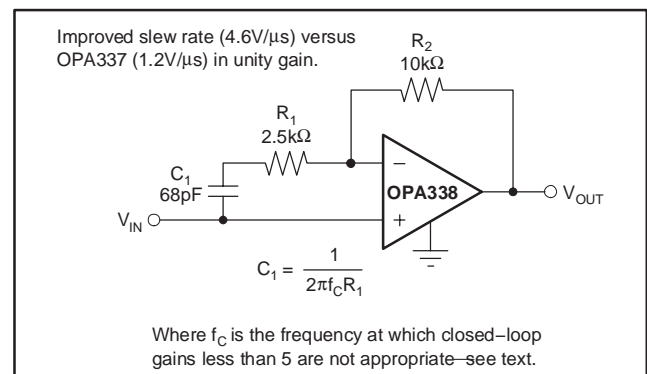 Improved slew rate (4.6V/μs) versus
OPA337 (1.2V/μs) in unity gain.
R2
10kΩ
R1
2.5kΩ
C1
68pF
−
OPA338
+
VIN
VOUT
C1 = 1
2πfCR1
Where fC is the frequency at which closed–loop
gains less than 5 are not appropriate—see text.